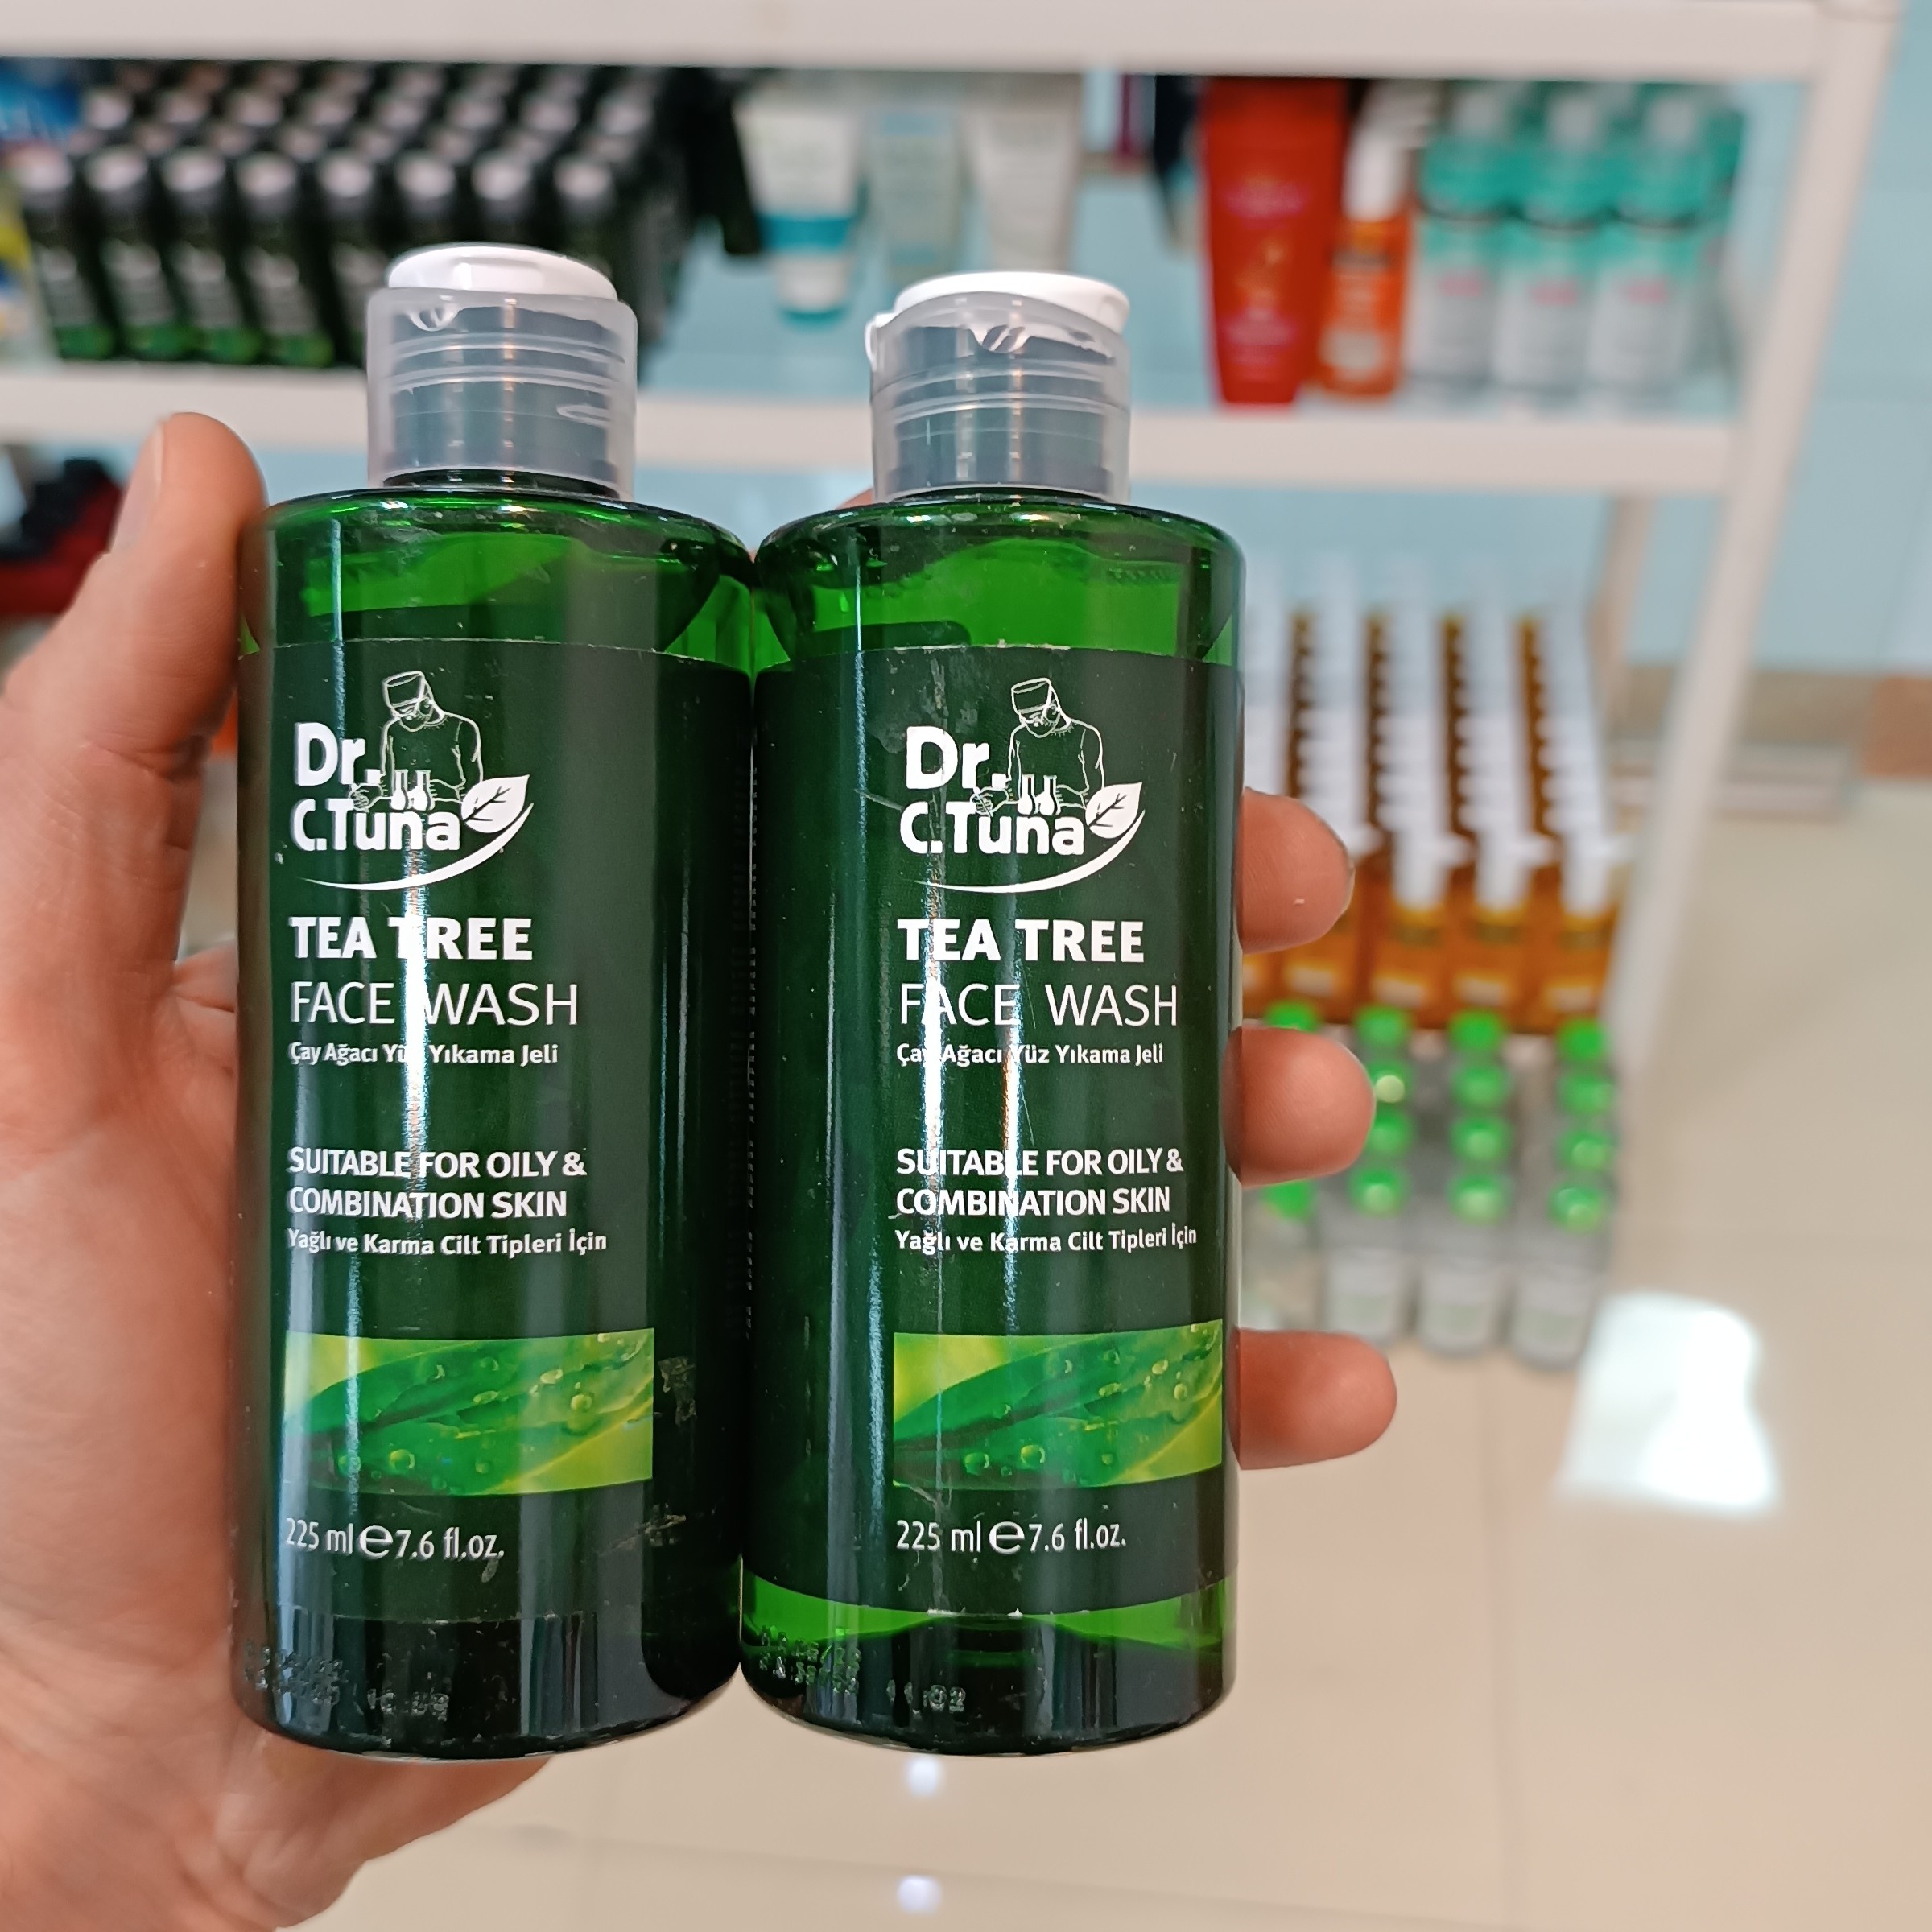 Dr.
C.Tuna
TEA TREE
FACE WASH
Çay Ağacı Yüz Yıkama Jeli
SUITABLE FOR OILY &
COMBINATION SKIN
Yağlı ve Karma Cilt Tipleri İçin
225 ml e 7.6 fl.oz.
Dr.
C.Tuna
TEA TREE
FACE WASH
Çay Ağacı Yüz Yıkama Jeli
SUITABLE FOR OILY &
COMBINATION SKIN
Yağlı ve Karma Cilt Tipleri İçin
225 ml e 7.6 fl.oz.
11:02